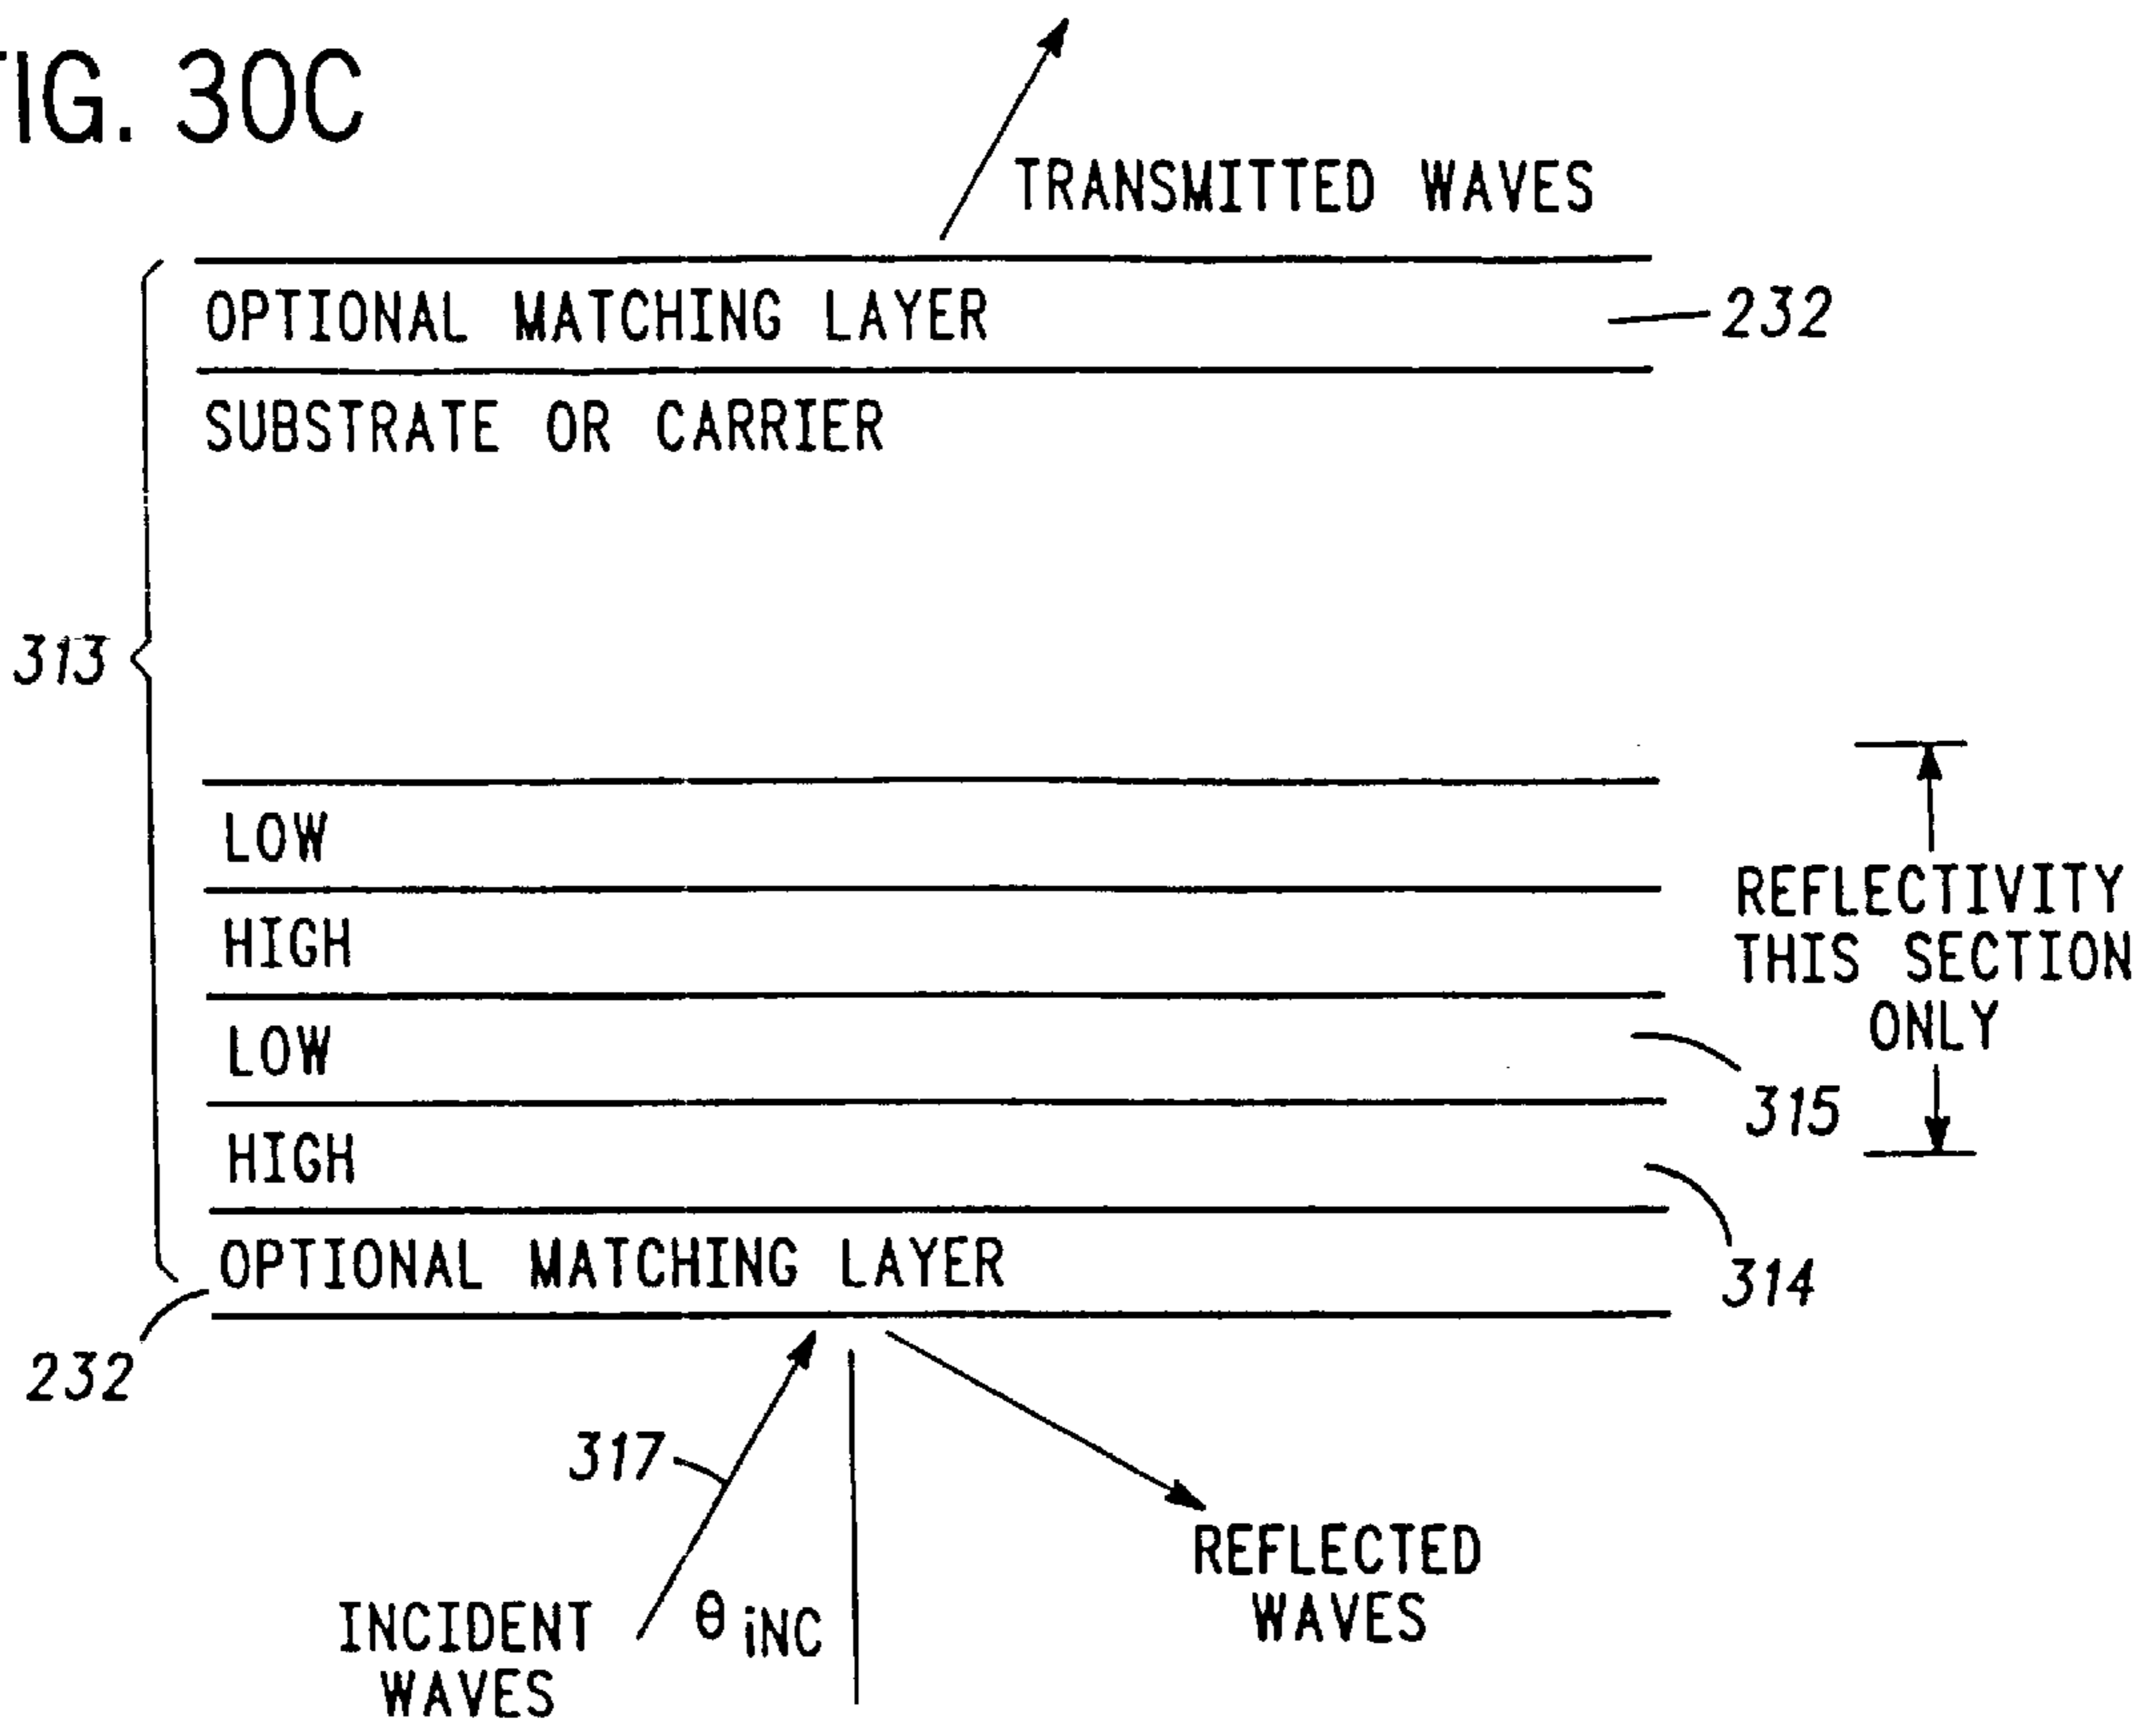 FIG. 30C
TRANSMITTED WAVES
OPTIONAL MATCHING LAYER
232
SUBSTRATE OR CARRIER
313
LOW
HIGH
REFLECTIVITY
THIS SECTION
ONLY
LOW
315
HIGH
314
OPTIONAL MATCHING LAYER
232
317
INCIDENT
WAVES
θ iNC
REFLECTED
WAVES